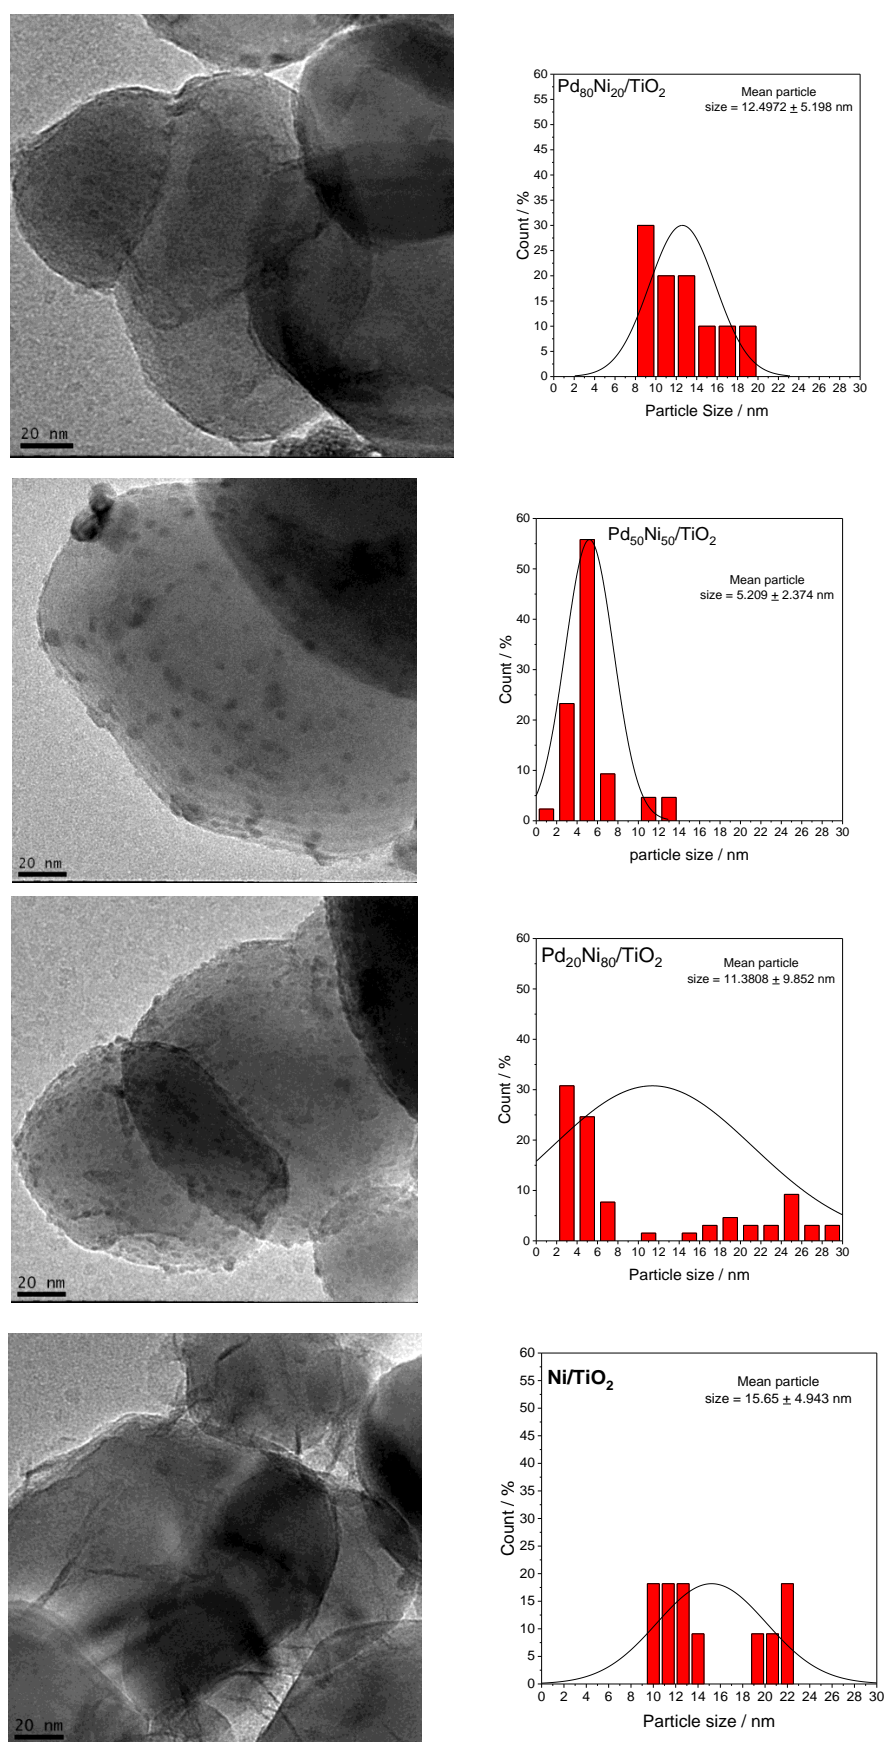 20 nm
Pd80Ni20/TiO2
Mean particle
size = 12.4972 ± 5.198 nm
60
55
50
45
40
35
30
25
20
15
10
5
0
Count / %
0 2 4 6 8 10 12 14 16 18 20 22 24 26 28 30
Particle Size / nm
20 nm
Pd50Ni50/TiO2
Mean particle
size = 5.209 ± 2.374 nm
60
50
40
30
20
10
0
Count / %
0 2 4 6 8 10 12 14 16 18 20 22 24 26 28 30
particle size / nm
20 nm
Pd20Ni80/TiO2
Mean particle
size = 11.3808 ± 9.852 nm
60
50
40
30
20
10
0
Count / %
0 2 4 6 8 10 12 14 16 18 20 22 24 26 28 30
Particle size / nm
20 nm
Ni/TiO2
Mean particle
size = 15.65 ± 4.943 nm
60
55
50
45
40
35
30
25
20
15
10
5
0
Count / %
0 2 4 6 8 10 12 14 16 18 20 22 24 26 28 30
Particle size / nm